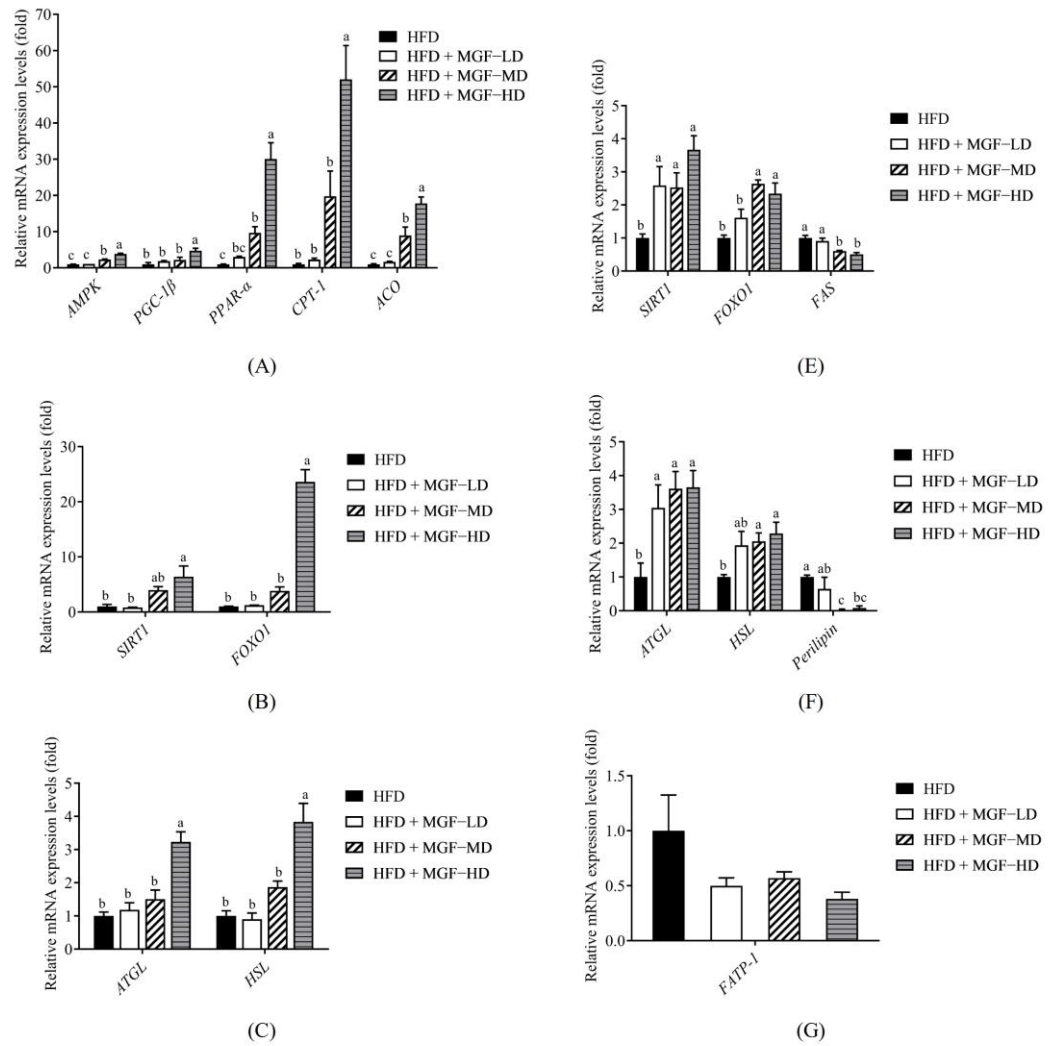 Relative mRNA expression levels (fold)
70
60
50
40
30
20
10
0
c c b a
b b b a
c bc b a
b b b a
c c b a
AMPK PGC-1β PPAR-α CPT-1 ACO
HFD
HFD + MGF−LD
HFD + MGF−MD
HFD + MGF−HD
(A)
Relative mRNA expression levels (fold)
30
20
10
0
b b ab a
b b b a
SIRT1 FOXO1
HFD
HFD + MGF−LD
HFD + MGF−MD
HFD + MGF−HD
(B)
Relative mRNA expression levels (fold)
5
4
3
2
1
0
b b b a
b b b a
ATGL HSL
HFD
HFD + MGF−LD
HFD + MGF−MD
HFD + MGF−HD
(C)
Relative mRNA expression levels (fold)
5
4
3
2
1
0
b a a a
b b a a
a a b b
SIRT1 FOXO1 FAS
HFD
HFD + MGF−LD
HFD + MGF−MD
HFD + MGF−HD
(E)
Relative mRNA expression levels (fold)
5
4
3
2
1
0
b a a a
b ab a a
a ab c bc
ATGL HSL Perilipin
HFD
HFD + MGF−LD
HFD + MGF−MD
HFD + MGF−HD
(F)
Relative mRNA expression levels (fold)
1.5
1.0
0.5
0.0
FATP-1
HFD
HFD + MGF−LD
HFD + MGF−MD
HFD + MGF−HD
(G)